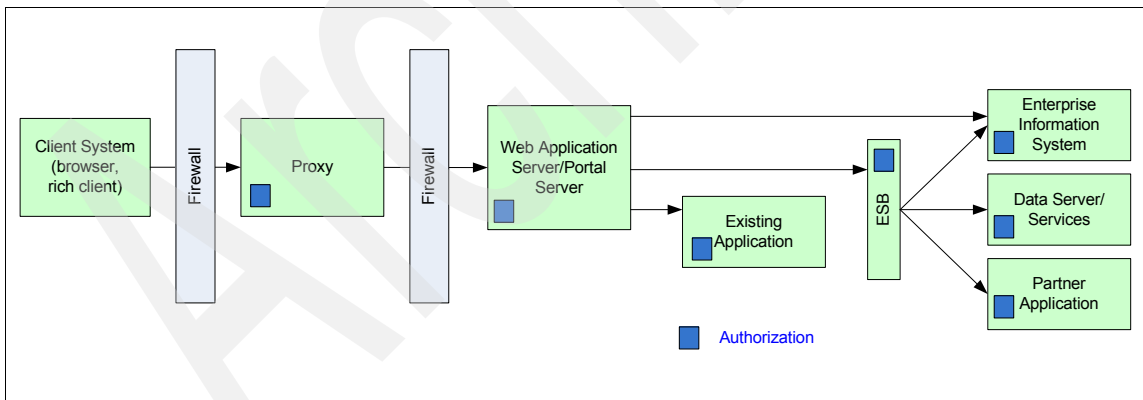 Client System
(browser,
rich client)
Firewall
Proxy
Firewall
Web Application
Server/Portal
Server
Existing
Application
ESB
Enterprise
Information
System
Data Server/
Services
Partner
Application
Authorization